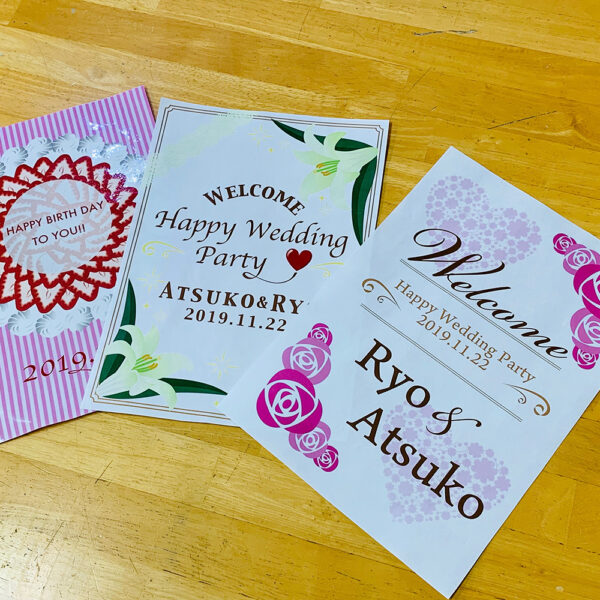 HAPPY BIRTH DAY
TO YOU!!
2019.
WELCOME
Happy Wedding
Party
ATSUKO&RY
2019.11.22
Welcome
Happy Wedding Party
2019.11.22
Ryo &
Atsuko